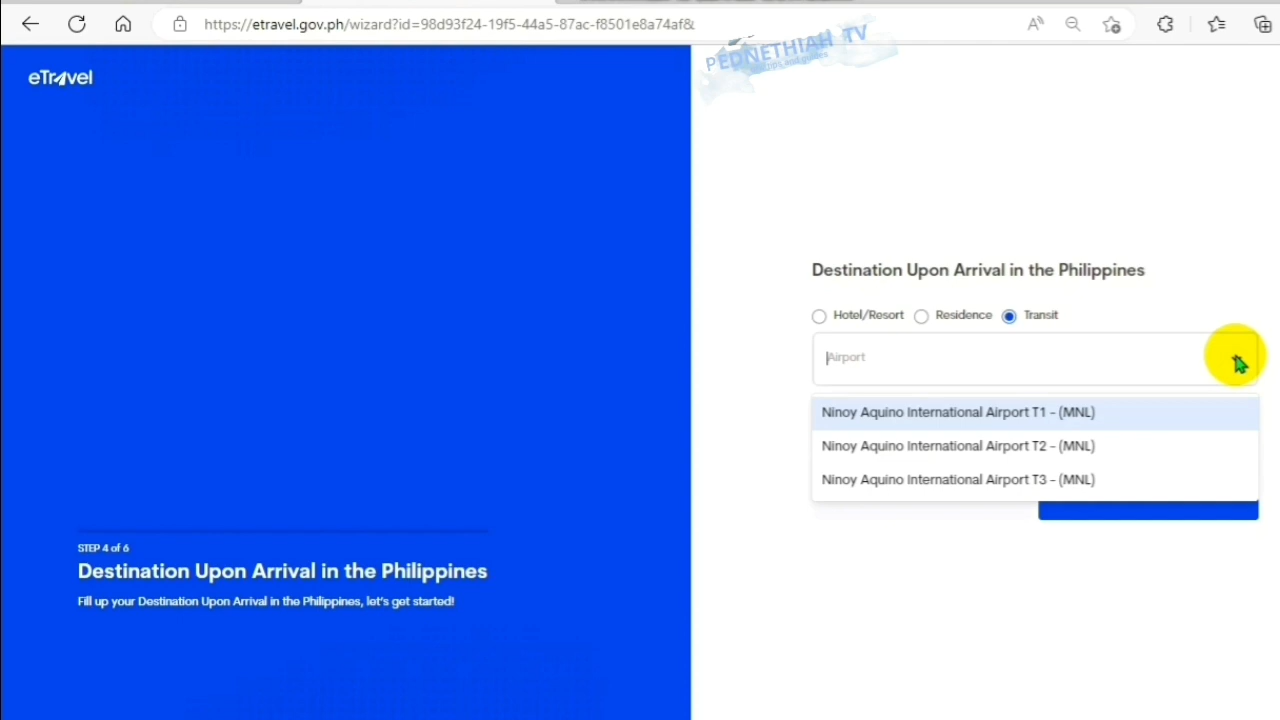 https://etravel.gov.ph/wizard?id=98d93f24-19f5-44a5-87ac-f8501e8a74af&
PEDNETHIAH TV
tips and guides
eTravel
Destination Upon Arrival in the Philippines
Hotel/Resort Residence Transit
Airport
Ninoy Aquino International Airport T1 - (MNL)
Ninoy Aquino International Airport T2 - (MNL)
Ninoy Aquino International Airport T3 - (MNL)
STEP 4 of 6
Destination Upon Arrival in the Philippines
Fill up your Destination Upon Arrival in the Philippines, let's get started!